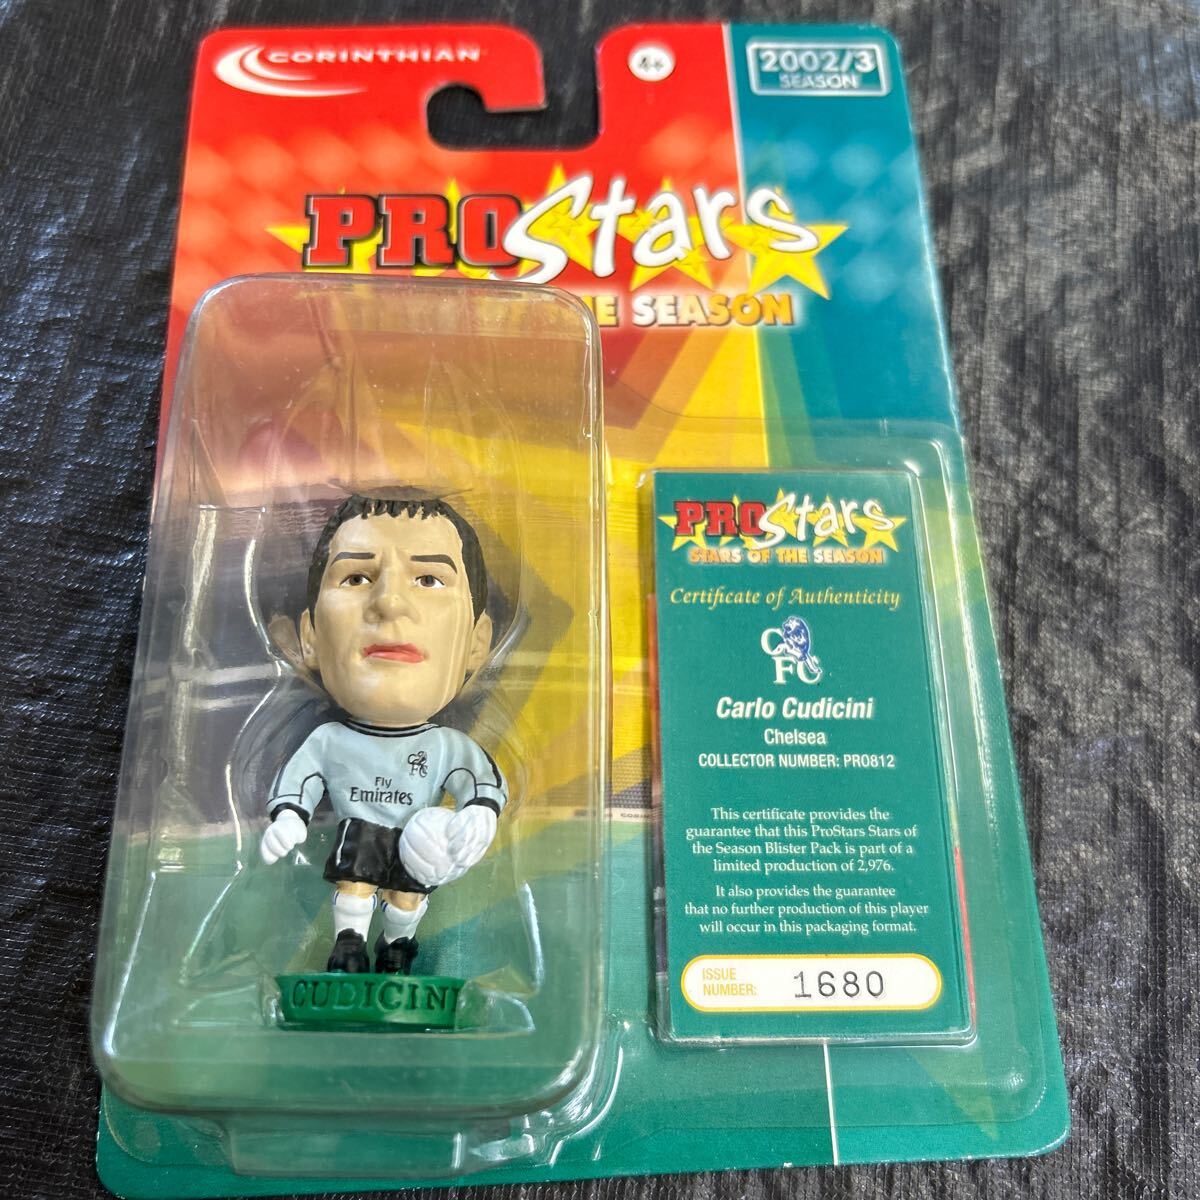 CORINTHIAN
4+
2002/3
SEASON
PROStars
THE SEASON
PROStars
STARS OF THE SEASON
Certificate of Authenticity
CFC
Carlo Cudicini
Chelsea
COLLECTOR NUMBER: PRO812
This certificate provides the
guarantee that this ProStars Stars of
the Season Blister Pack is part of a
limited production of 2,976.
It also provides the guarantee
that no further production of this player
will occur in this packaging format.
ISSUE
NUMBER: 1680
CFC
Fly
Emirates
CUDICINI